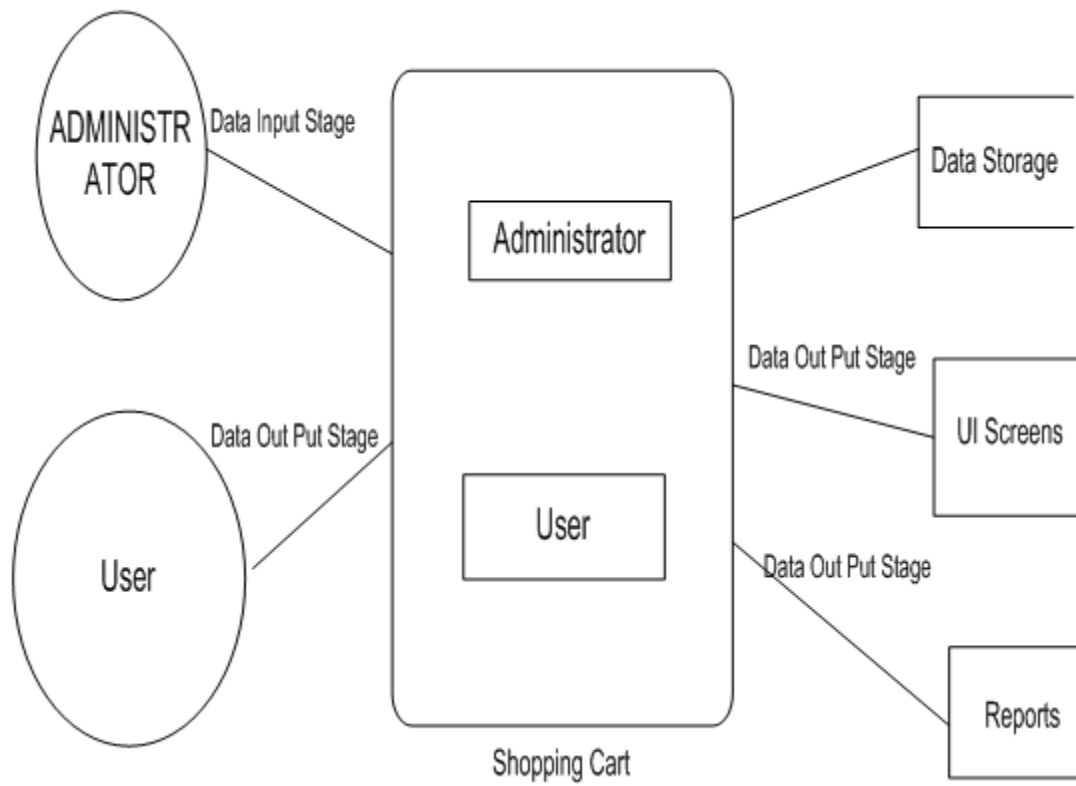 ADMINISTR
ATOR
Data Input Stage
Administrator
Data Storage
Data Out Put Stage
UI Screens
Data Out Put Stage
User
User
Data Out Put Stage
Reports
Shopping Cart